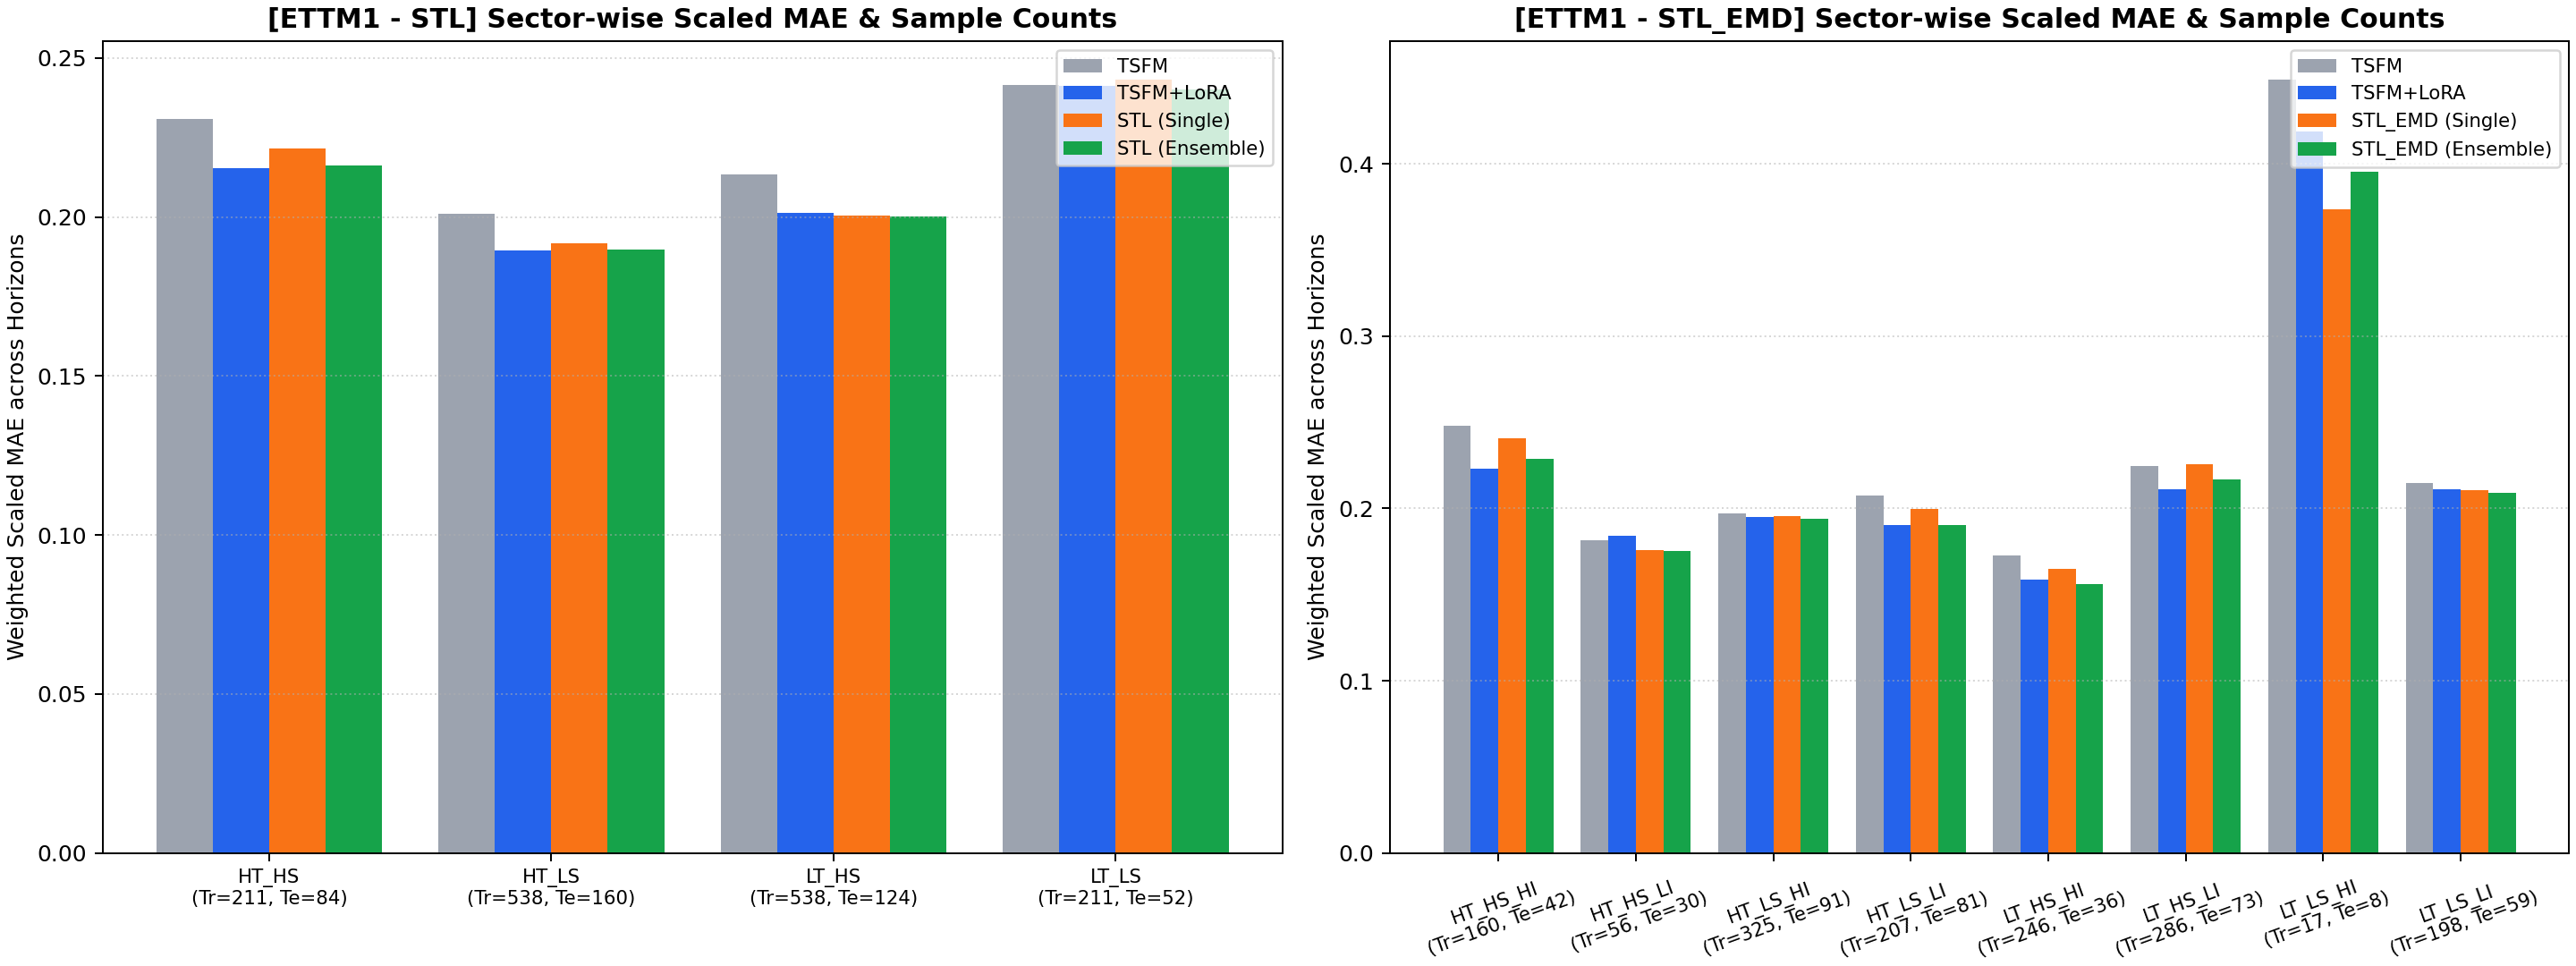 [ETTM1 - STL] Sector-wise Scaled MAE & Sample Counts
Weighted Scaled MAE across Horizons
0.25
0.20
0.15
0.10
0.05
0.00
TSFM
TSFM+LoRA
STL (Single)
STL (Ensemble)
HT_HS
(Tr=211, Te=84)
HT_LS
(Tr=538, Te=160)
LT_HS
(Tr=538, Te=124)
LT_LS
(Tr=211, Te=52)
[ETTM1 - STL_EMD] Sector-wise Scaled MAE & Sample Counts
Weighted Scaled MAE across Horizons
0.4
0.3
0.2
0.1
0.0
TSFM
TSFM+LoRA
STL_EMD (Single)
STL_EMD (Ensemble)
HT_HS_HI
(Tr=160, Te=42)
HT_HS_LI
(Tr=56, Te=30)
HT_LS_HI
(Tr=325, Te=91)
HT_LS_LI
(Tr=207, Te=81)
LT_HS_HI
(Tr=246, Te=36)
LT_HS_LI
(Tr=286, Te=73)
LT_LS_HI
(Tr=17, Te=8)
LT_LS_LI
(Tr=198, Te=59)